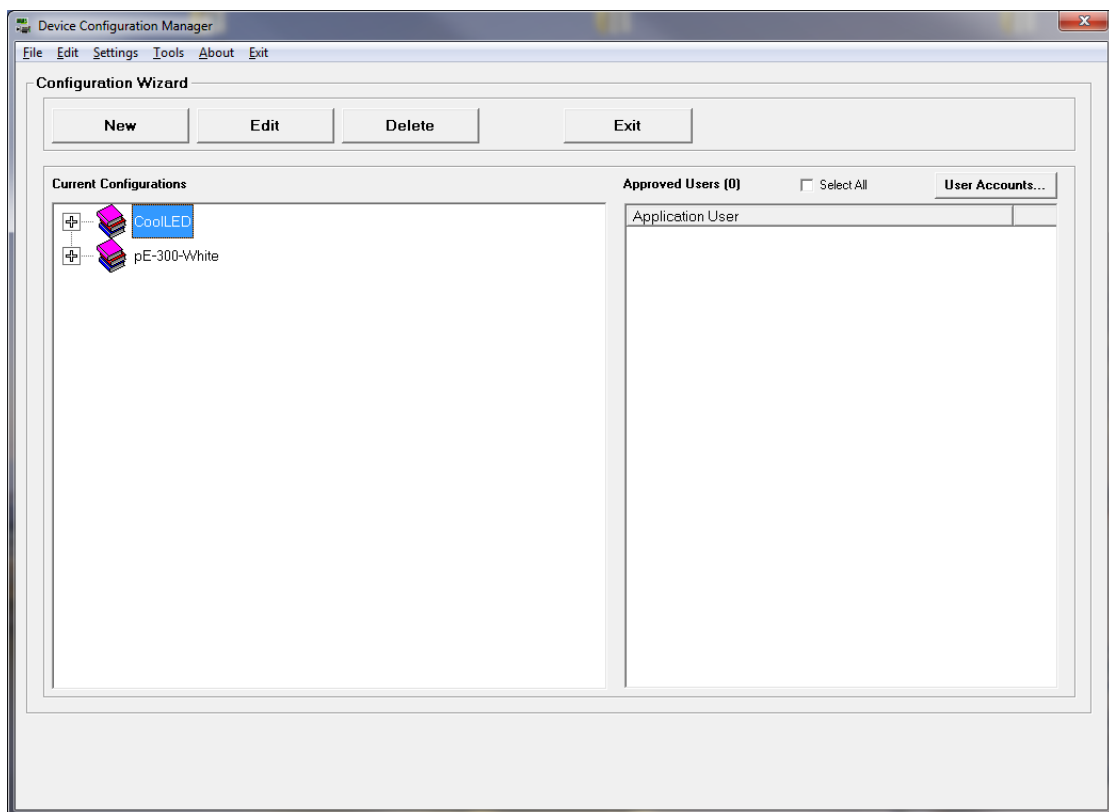 Device Configuration Manager
File Edit Settings Tools About Exit
Configuration Wizard
New Edit Delete Exit
Current Configurations
Approved Users (0) Select All User Accounts...
Application User
CoolLED
pE-300-White